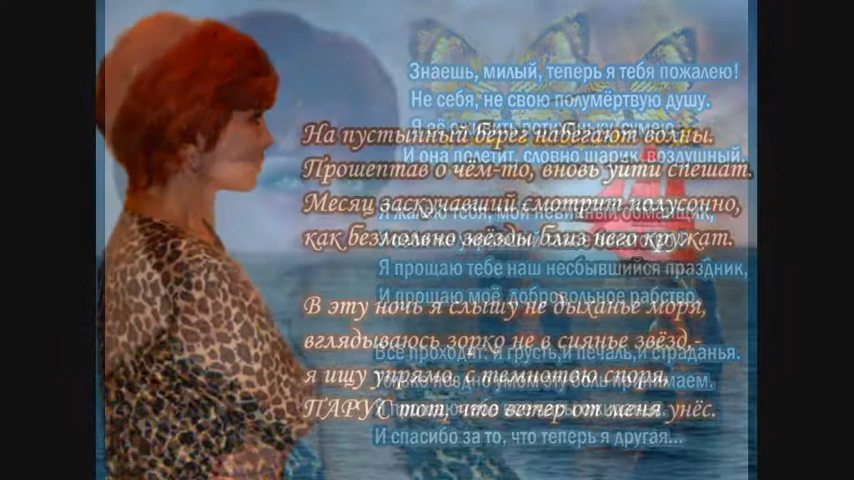 Знаешь, милый, теперь я тебя пожалею!
Не себя, не свою полумёртвую душу.
И она полетит, словно шарик воздушный.
Я жалею тебя, мой обманщик,
Я прощаю тебе наш несбывшийся праздник,
И прощаю моё добровольное рабство.
Всё проходит: и грусть, и печаль, и страданья.
И спасибо за то, что теперь я другая...
На пустынный берег набегают волны.
Прошептав о чём-то, вновь уйти спешат.
Месяц заскучавший смотрит полусонно,
как безмолвно звёзды близ него кружат.
В эту ночь я слышу не дыханье моря,
вглядываюсь зорко не в сиянье звёзд,-
я ищу упрямо, с темнотою споря,
ПАРУС тот, что ветер от меня унёс.